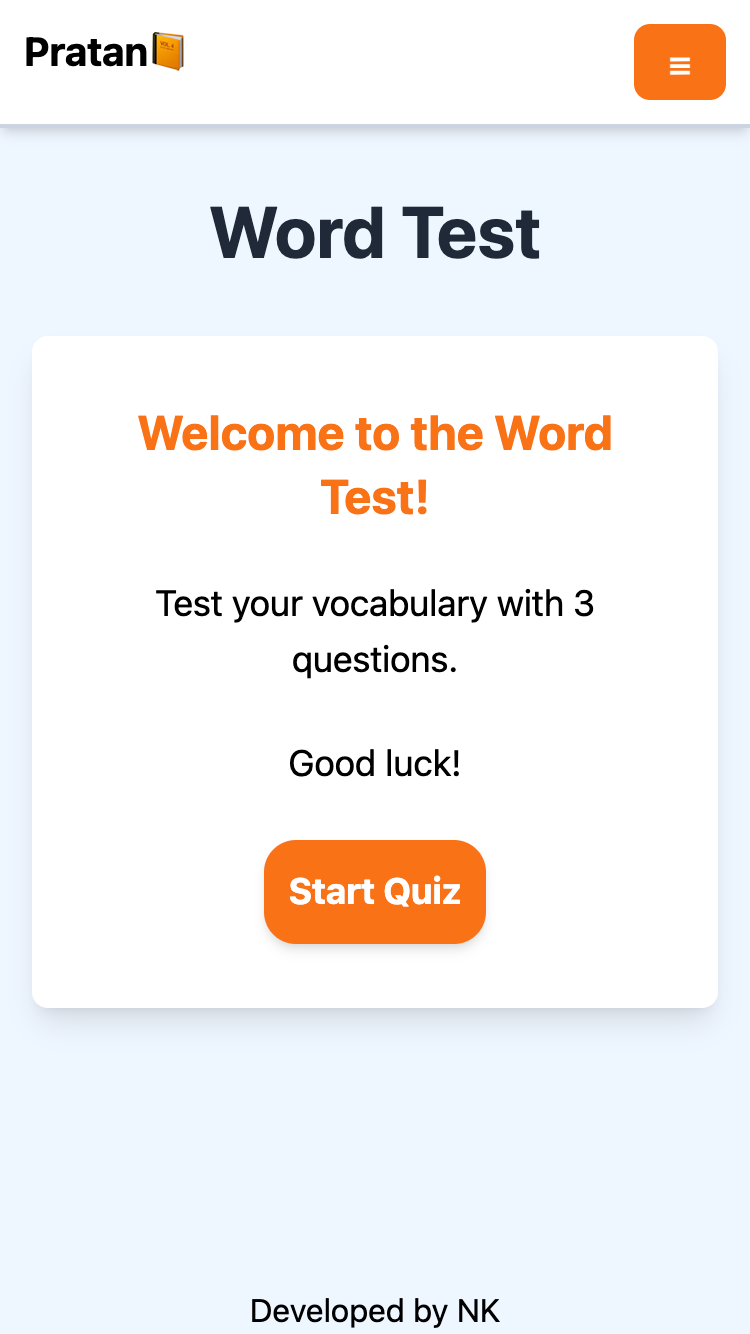 Pratan
Word Test
Welcome to the Word
Test!
Test your vocabulary with 3
questions.
Good luck!
Start Quiz
Developed by NK